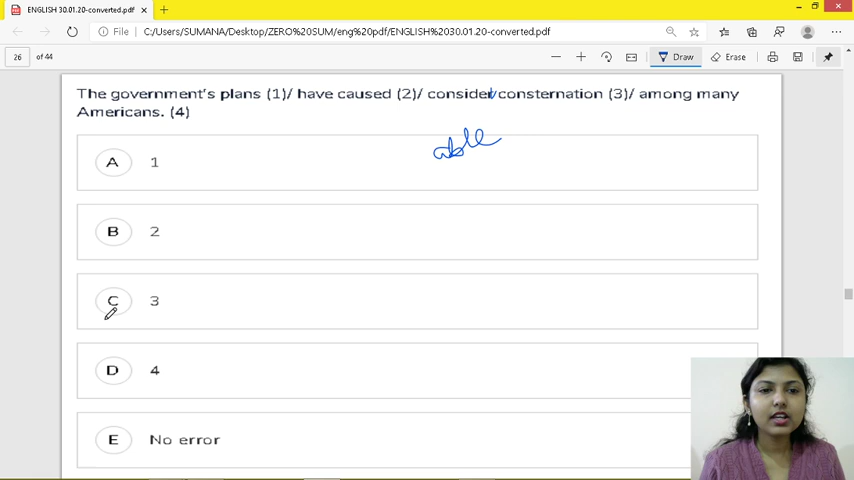 ENGLISH 30.01.20-converted.pdf
File C:/Users/SUMANA/Desktop/ZERO%20SUM/eng%20pdf/ENGLISH%2030.01.20-converted.pdf
26 of 44 Draw Erase
The government's plans (1)/ have caused (2)/ consider consternation (3)/ among many
Americans. (4)
able
A 1
B 2
C 3
D 4
E No error